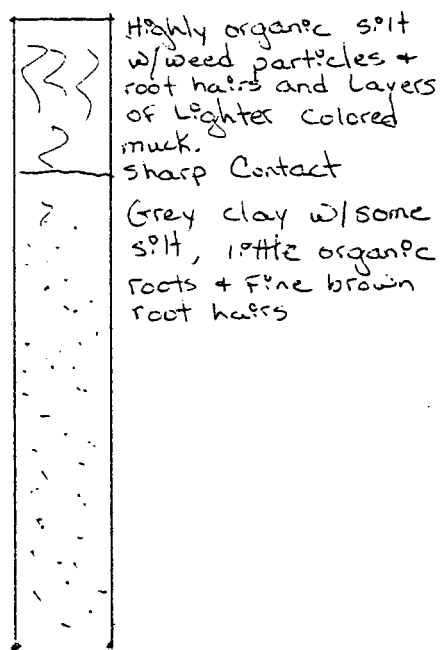 Highly organic silt
w/weed particles +
root hairs and Layers
of Lighter colored
muck.
Sharp Contact
Grey clay w/some
silt, little organic
roots + fine brown
root hairs